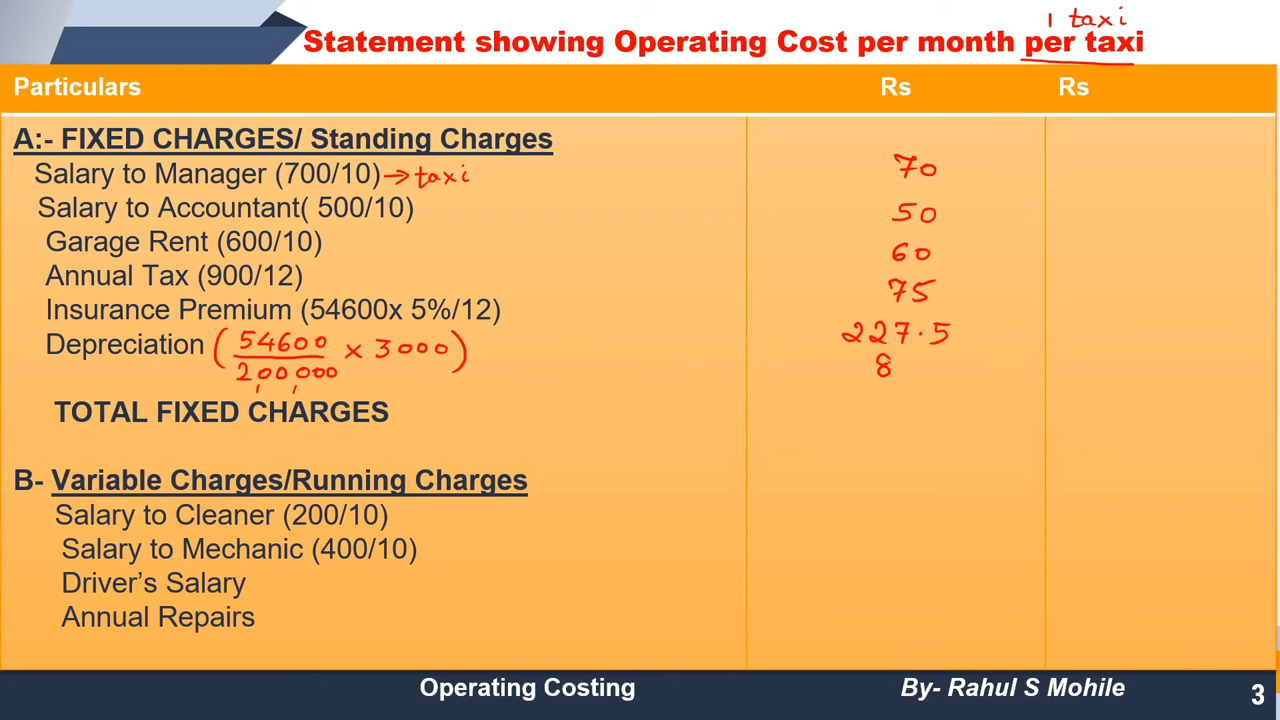 1 taxi
Statement showing Operating Cost per month per taxi
Particulars Rs Rs
A:- FIXED CHARGES/ Standing Charges
Salary to Manager (700/10) → taxi 70
Salary to Accountant( 500/10) 50
Garage Rent (600/10) 60
Annual Tax (900/12) 75
Insurance Premium (54600x 5%/12) 227.5
Depreciation (54600/200000 x 3000) 8
TOTAL FIXED CHARGES
B- Variable Charges/Running Charges
Salary to Cleaner (200/10)
Salary to Mechanic (400/10)
Driver’s Salary
Annual Repairs
Operating Costing By- Rahul S Mohile 3